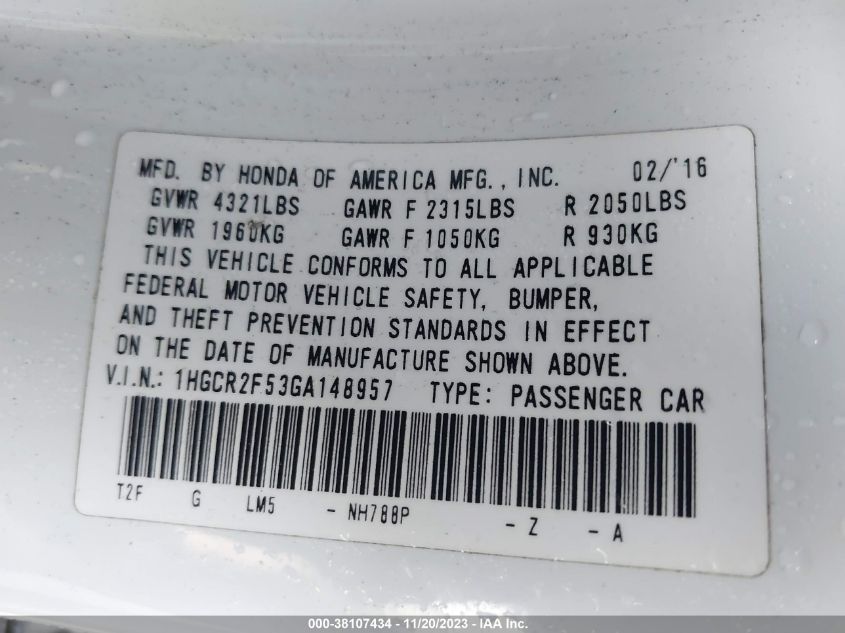 MFD. BY HONDA OF AMERICA MFG., INC. 02/'16
GVWR 4321LBS GAWR F 2315LBS R 2050LBS
GVWR 1960KG GAWR F 1050KG R 930KG
THIS VEHICLE CONFORMS TO ALL APPLICABLE
FEDERAL MOTOR VEHICLE SAFETY, BUMPER,
AND THEFT PREVENTION STANDARDS IN EFFECT
ON THE DATE OF MANUFACTURE SHOWN ABOVE.
V.I.N.: 1HGCR2F53GA148957 TYPE: PASSENGER CAR
T2F G LM5 - NH788P - Z - A
000-38107434 - 11/20/2023 - IAA Inc.